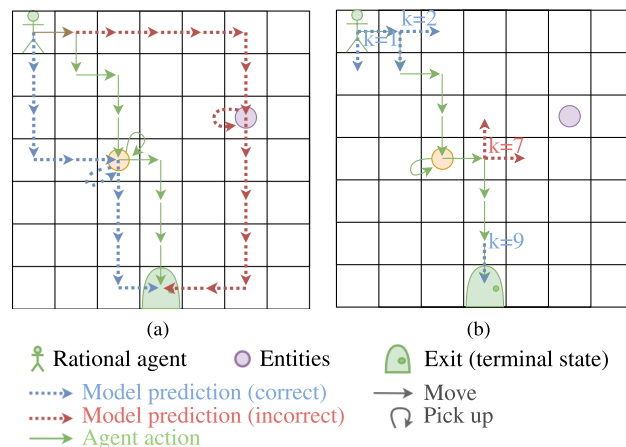 k=2
k=1
k=7
k=9
(a)
(b)
Rational agent
Entities
Exit (terminal state)
Model prediction (correct)
Move
Model prediction (incorrect)
Pick up
Agent action